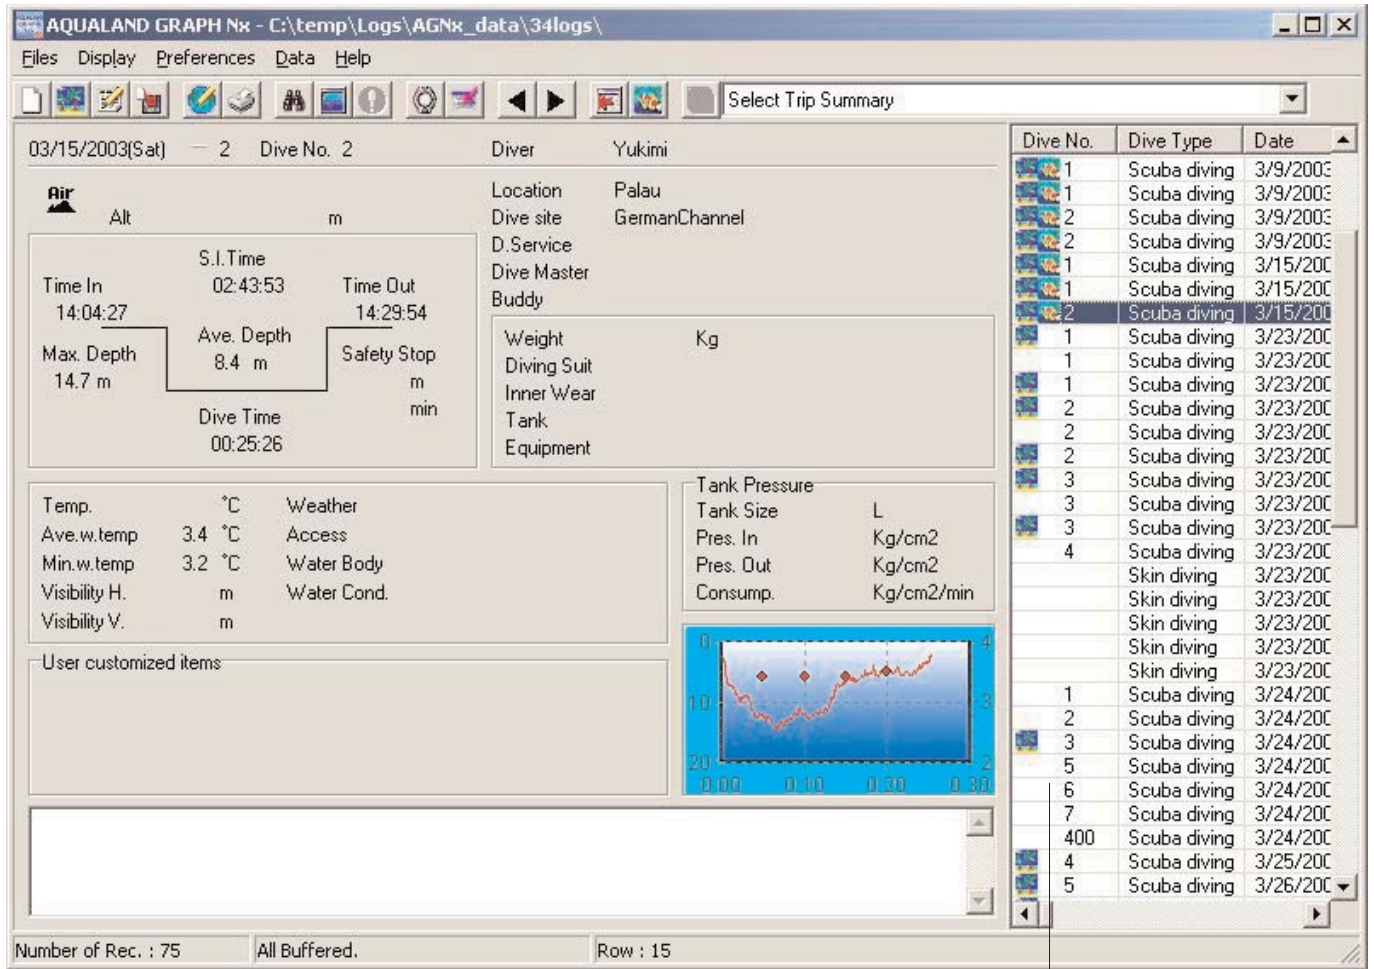 AQUALAND GRAPH Nx - C:\temp\Logs\AGNx_data\34logs\
Files Display Preferences Data Help
Select Trip Summary
03/15/2003(Sat) — 2 Dive No. 2
Diver Yukimi
Air
Alt m
Location Palau
Dive site GermanChannel
D.Service
Dive Master
Buddy
S.I.Time
02:43:53
Time In
14:04:27
Time Out
14:29:54
Ave. Depth
8.4 m
Max. Depth
14.7 m
Safety Stop
m
min
Dive Time
00:25:26
Weight Kg
Diving Suit
Inner Wear
Tank
Equipment
Temp. °C Weather
Ave.w.temp 3.4 °C Access
Min.w.temp 3.2 °C Water Body
Visibility H. m Water Cond.
Visibility V. m
Tank Pressure
Tank Size L
Pres. In Kg/cm2
Pres. Out Kg/cm2
Consump. Kg/cm2/min
User customized items
0 4
10 3
20 2
0:00 0:10 0:20 0:30
Dive No. Dive Type Date
1 Scuba diving 3/9/2003
1 Scuba diving 3/9/2003
2 Scuba diving 3/9/2003
2 Scuba diving 3/9/2003
1 Scuba diving 3/15/200
1 Scuba diving 3/15/200
2 Scuba diving 3/15/200
1 Scuba diving 3/23/200
1 Scuba diving 3/23/200
1 Scuba diving 3/23/200
2 Scuba diving 3/23/200
2 Scuba diving 3/23/200
2 Scuba diving 3/23/200
3 Scuba diving 3/23/200
3 Scuba diving 3/23/200
3 Scuba diving 3/23/200
4 Scuba diving 3/23/200
Skin diving 3/23/200
Skin diving 3/23/200
Skin diving 3/23/200
Skin diving 3/23/200
Skin diving 3/23/200
1 Scuba diving 3/24/200
2 Scuba diving 3/24/200
3 Scuba diving 3/24/200
5 Scuba diving 3/24/200
6 Scuba diving 3/24/200
7 Scuba diving 3/24/200
400 Scuba diving 3/24/200
4 Scuba diving 3/25/200
5 Scuba diving 3/26/200
Number of Rec. : 75 All Buffered. Row : 15